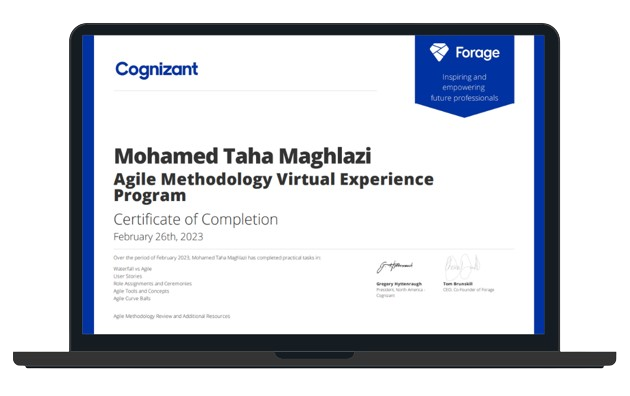 Cognizant
Forage
Inspiring and
empowering
future professionals
Mohamed Taha Maghlazi
Agile Methodology Virtual Experience
Program
Certificate of Completion
February 26th, 2023
Over the period of February 2023, Mohamed Taha Maghlazi has completed practical tasks in:
Waterfall vs Agile
User Stories
Role Assignments and Ceremonies
Agile Tools and Concepts
Agile Curve Balls
Agile Methodology Review and Additional Resources
Gregory Hyttenrauch
President, North America -
Cognizant
Tom Brunskill
CEO, Co-Founder of Forage